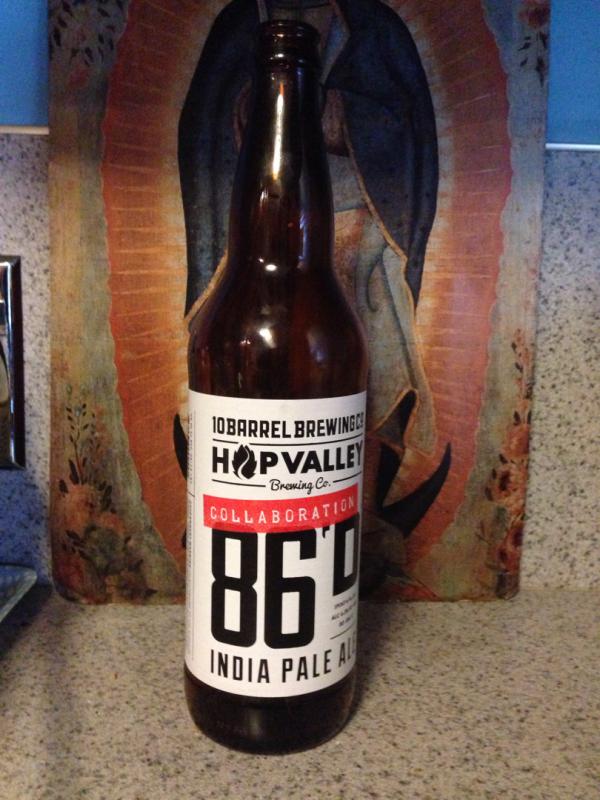 10 BARREL BREWING CO
HOP VALLEY
Brewing Co.
COLLABORATION
86'D
INDIA PALE ALE